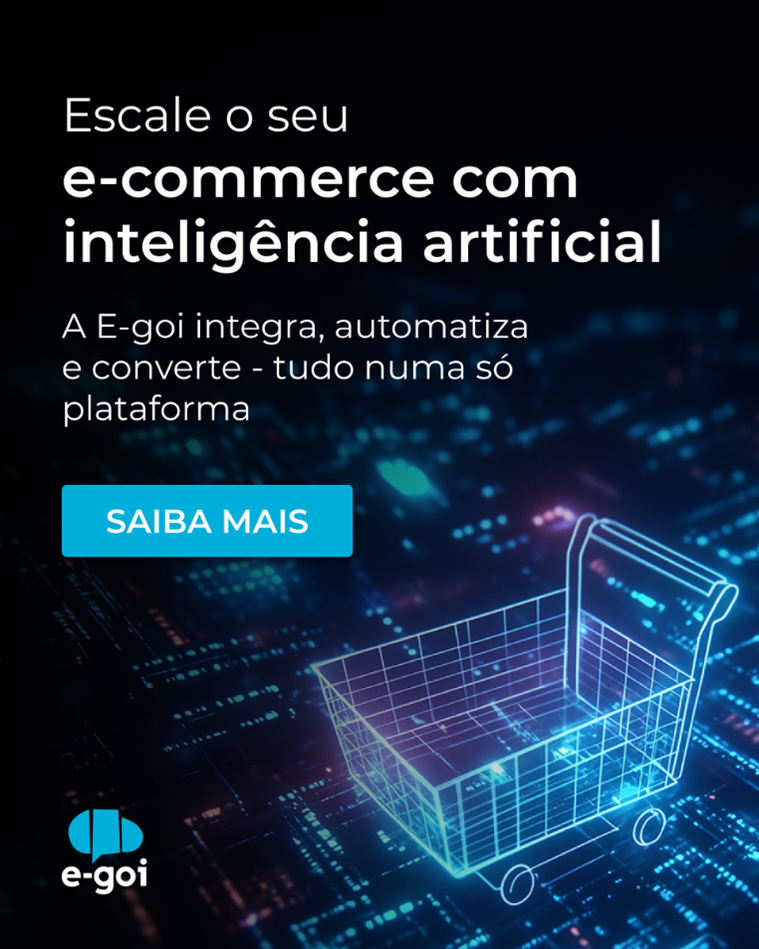 Escale o seu
e-commerce com
inteligência artificial
A E-goi integra, automatiza
e converte - tudo numa só
plataforma
SAIBA MAIS
e-goi